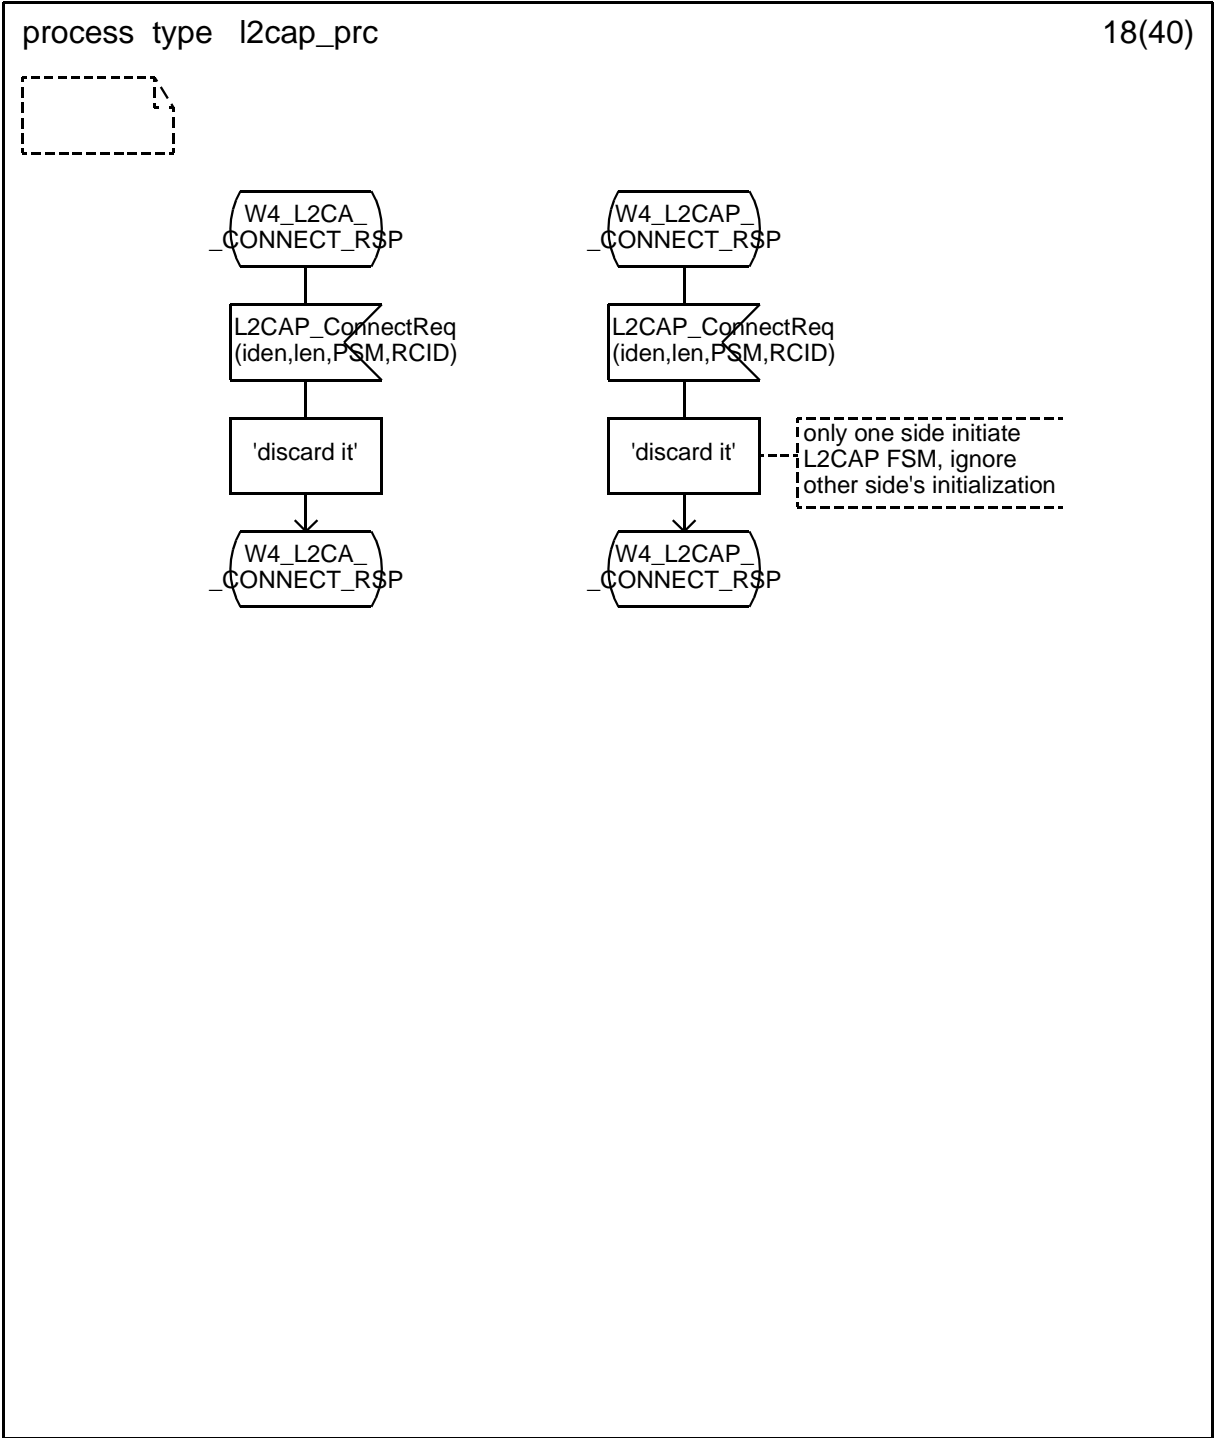 process type l2cap_prc
18(40)
W4_L2CA_
_CONNECT_RSP
L2CAP_ConnectReq
(iden,len,PSM,RCID)
'discard it'
W4_L2CA_
_CONNECT_RSP
W4_L2CAP_
_CONNECT_RSP
L2CAP_ConnectReq
(iden,len,PSM,RCID)
'discard it'
only one side initiate
L2CAP FSM, ignore
other side's initialization
W4_L2CAP_
_CONNECT_RSP